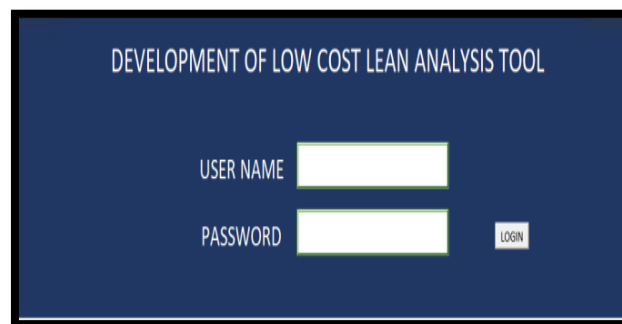 DEVELOPMENT OF LOW COST LEAN ANALYSIS TOOL
USER NAME
PASSWORD
LOGIN